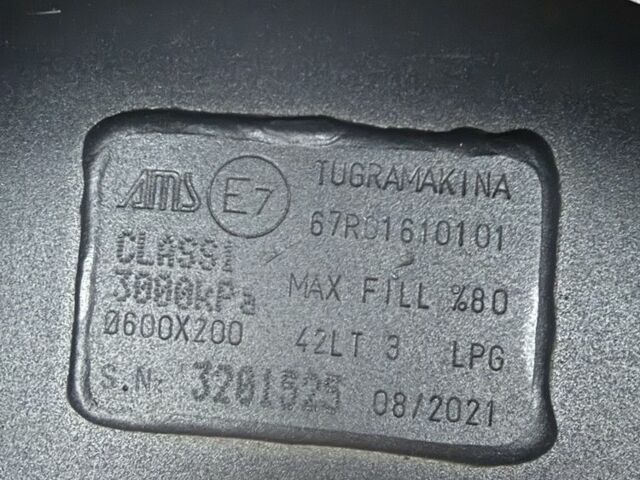 AMS E7 TUGRAMAKINA
67R01610101
CLASS1
3000kPa MAX FILL %80
Ø600X200 42LT 3 LPG
S.N: 3201525 08/2021